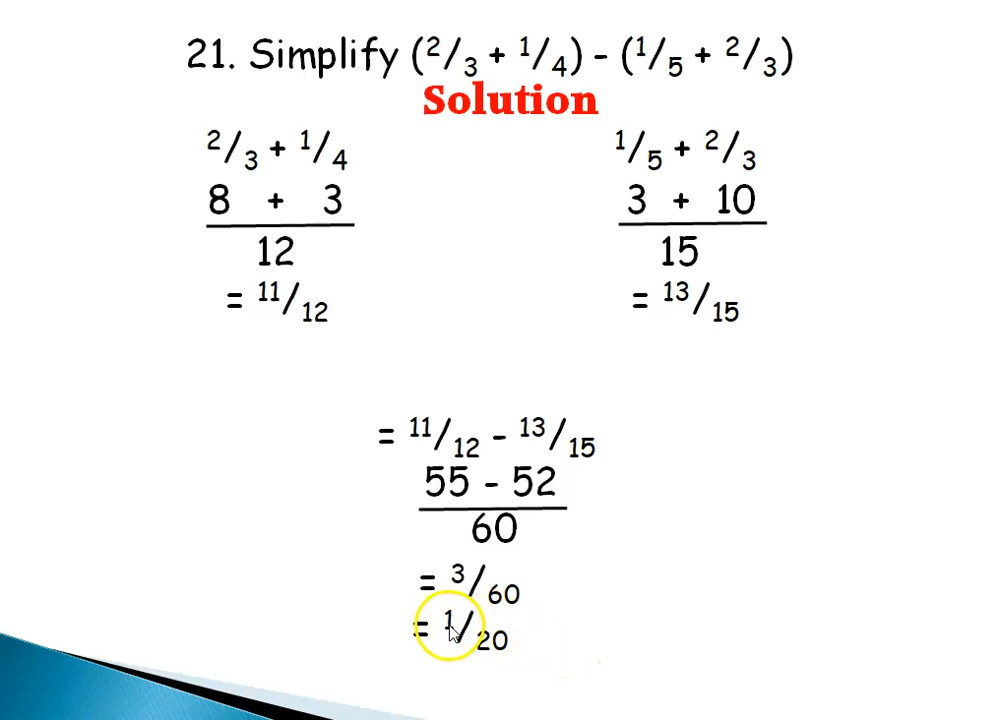 21. Simplify (2/3 + 1/4) - (1/5 + 2/3)
Solution
2/3 + 1/4
8 + 3
12
= 11/12
1/5 + 2/3
3 + 10
15
= 13/15
= 11/12 - 13/15
55 - 52
60
= 3/60
= 1/20